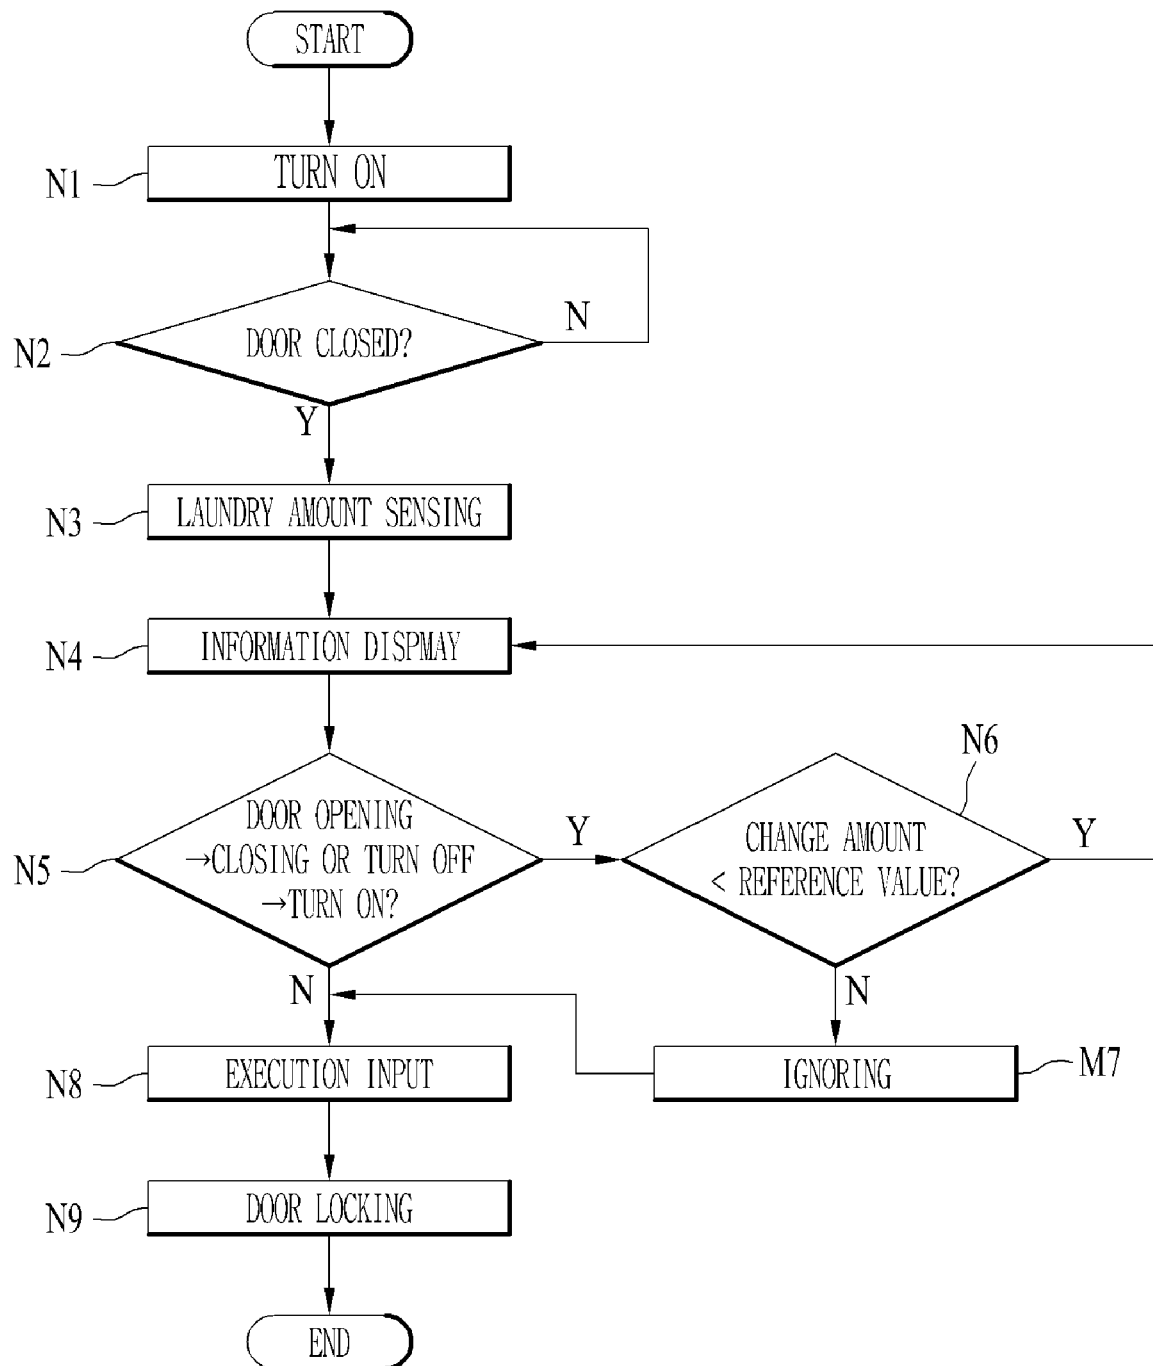 START
N1
TURN ON
N2
DOOR CLOSED?
N
Y
N3
LAUNDRY AMOUNT SENSING
N4
INFORMATION DISPMAY
N5
DOOR OPENING
→CLOSING OR TURN OFF
→TURN ON?
Y
N6
CHANGE AMOUNT
< REFERENCE VALUE?
Y
N
N
N8
EXECUTION INPUT
IGNORING
M7
N9
DOOR LOCKING
END